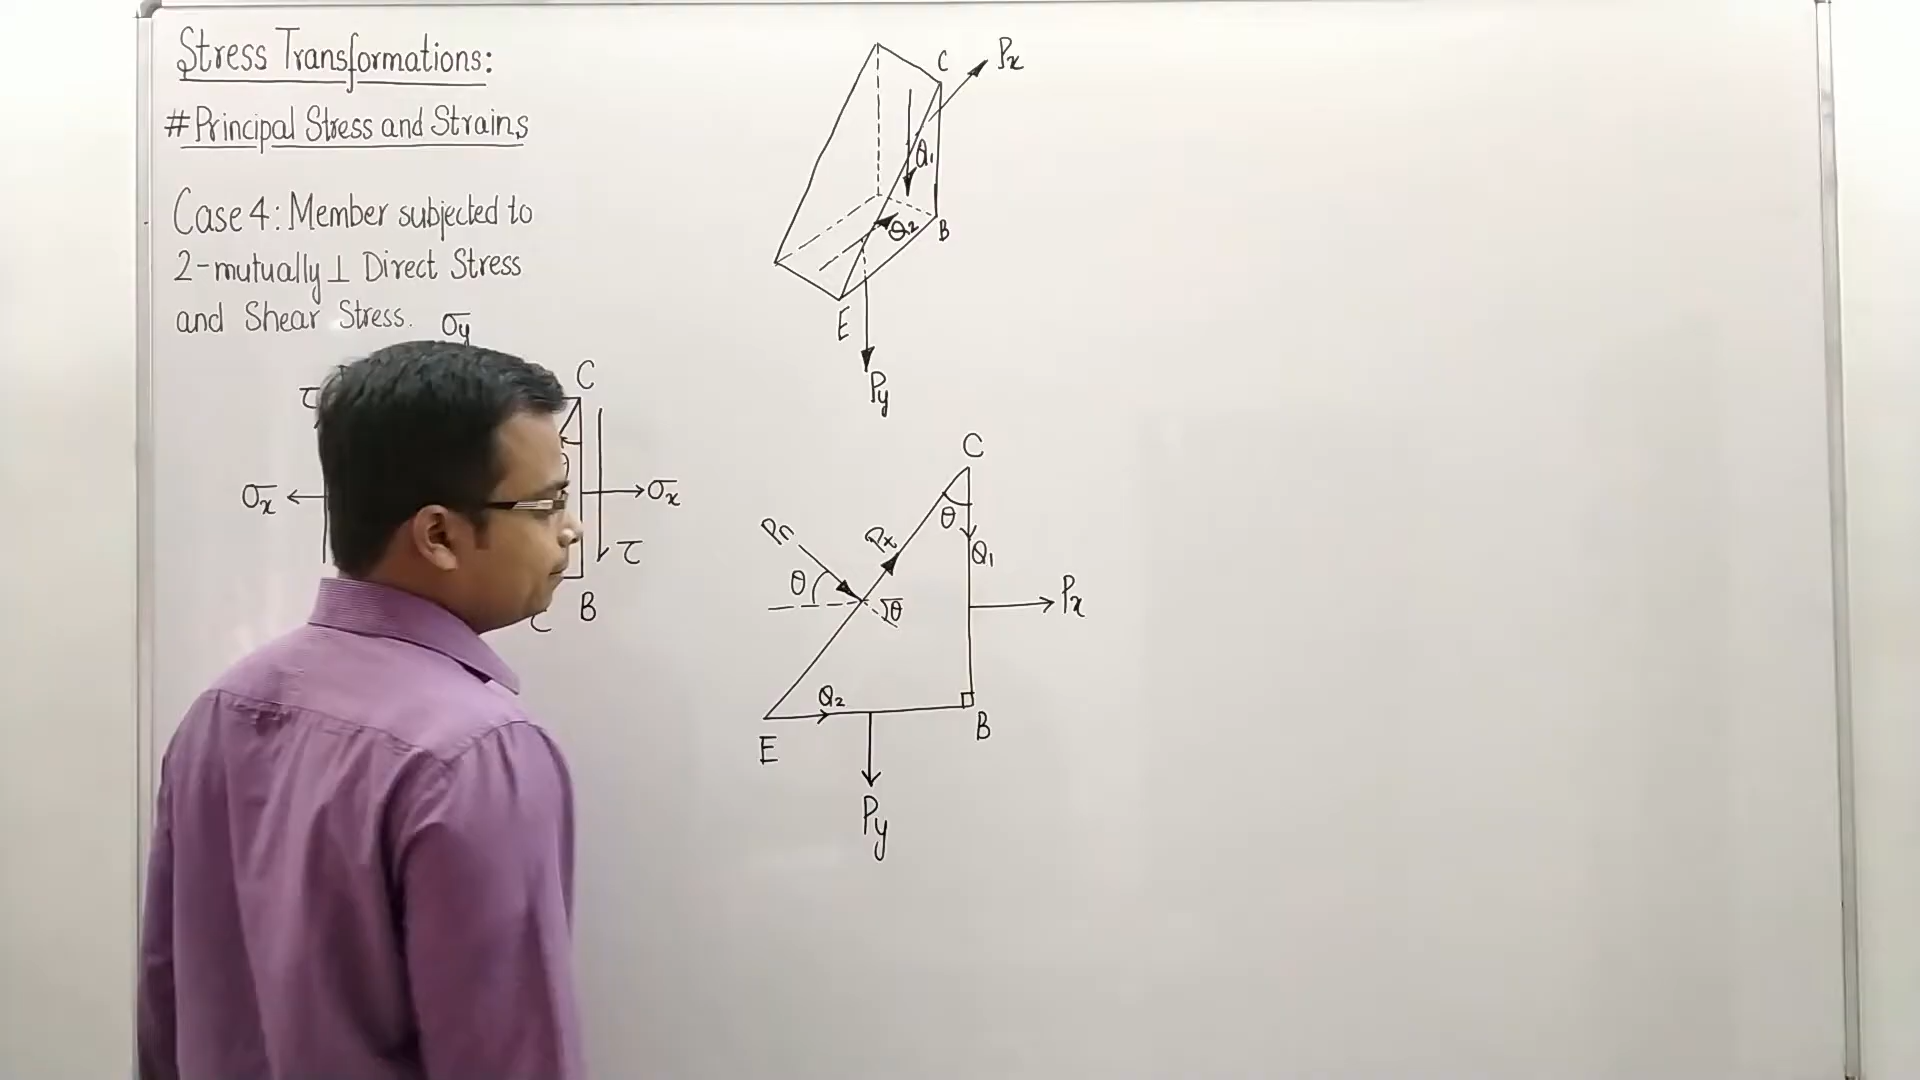 Stress Transformations:
#Principal Stress and Strains
Case 4: Member subjected to
2-mutually ⊥ Direct Stress
and Shear Stress.
σy
τ
C
σx
σx
τ
τ
B
C
Px
Q1
Q2
B
E
Py
C
θ
Pn
Px
Q1
θ
θ
Px
Q2
E
B
Py